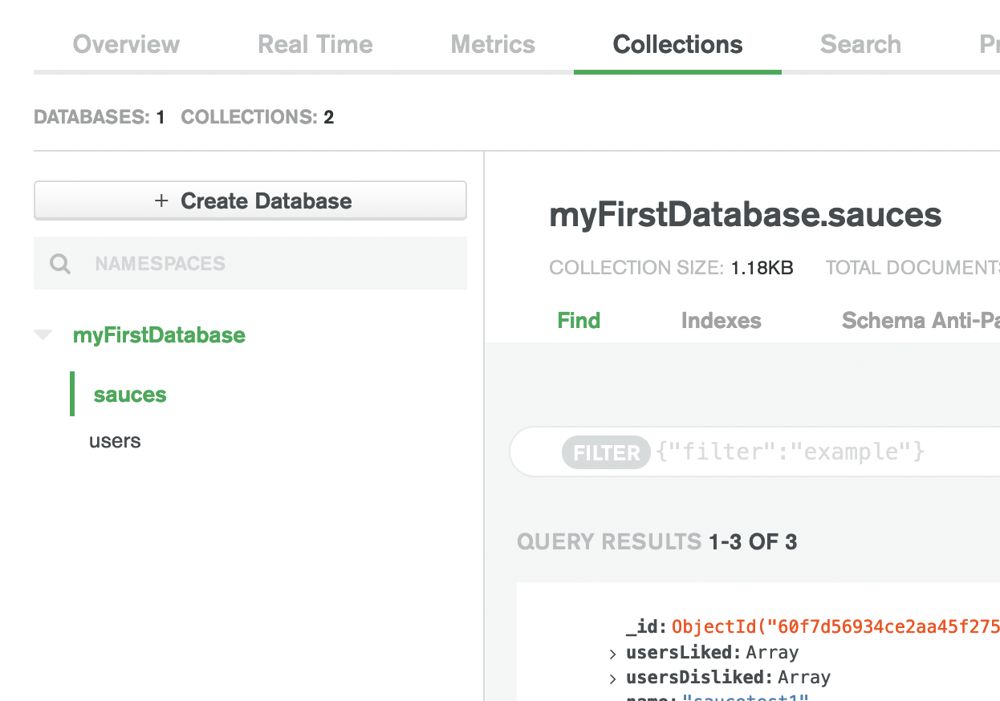 Overview Real Time Metrics Collections Search
DATABASES: 1 COLLECTIONS: 2
+ Create Database
NAMESPACES
myFirstDatabase
sauces
users
myFirstDatabase.sauces
COLLECTION SIZE: 1.18KB TOTAL DOCUMENTS
Find Indexes Schema Anti-Pa
FILTER {"filter":"example"}
QUERY RESULTS 1-3 OF 3
_id: ObjectId("60f7d56934ce2aa45f275
> usersLiked: Array
> usersDisliked: Array
name: "saucetest1"